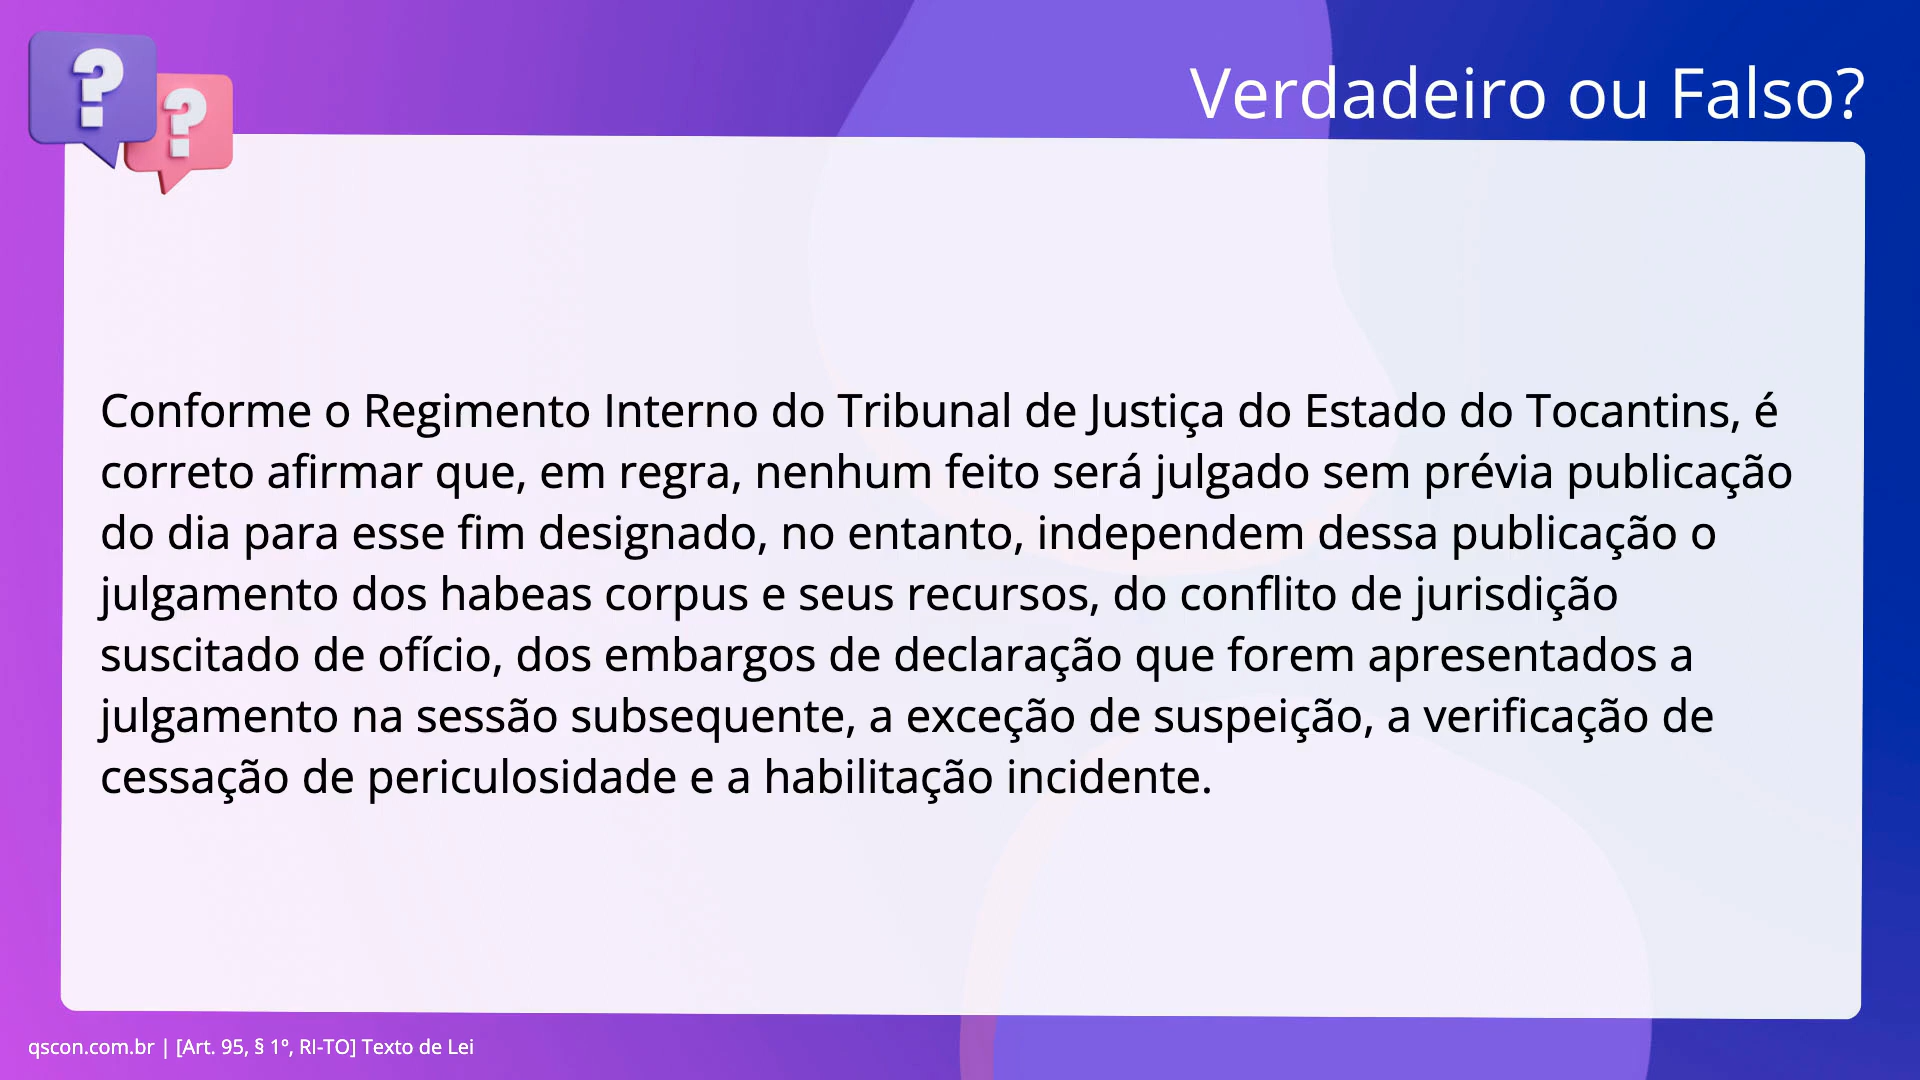 Verdadeiro ou Falso?
Conforme o Regimento Interno do Tribunal de Justiça do Estado do Tocantins, é
correto afirmar que, em regra, nenhum feito será julgado sem prévia publicação
do dia para esse fim designado, no entanto, independem dessa publicação o
julgamento dos habeas corpus e seus recursos, do conflito de jurisdição
suscitado de ofício, dos embargos de declaração que forem apresentados a
julgamento na sessão subsequente, a exceção de suspeição, a verificação de
cessação de periculosidade e a habilitação incidente.
qscon.com.br | [Art. 95, § 1º, RI-TO] Texto de Lei